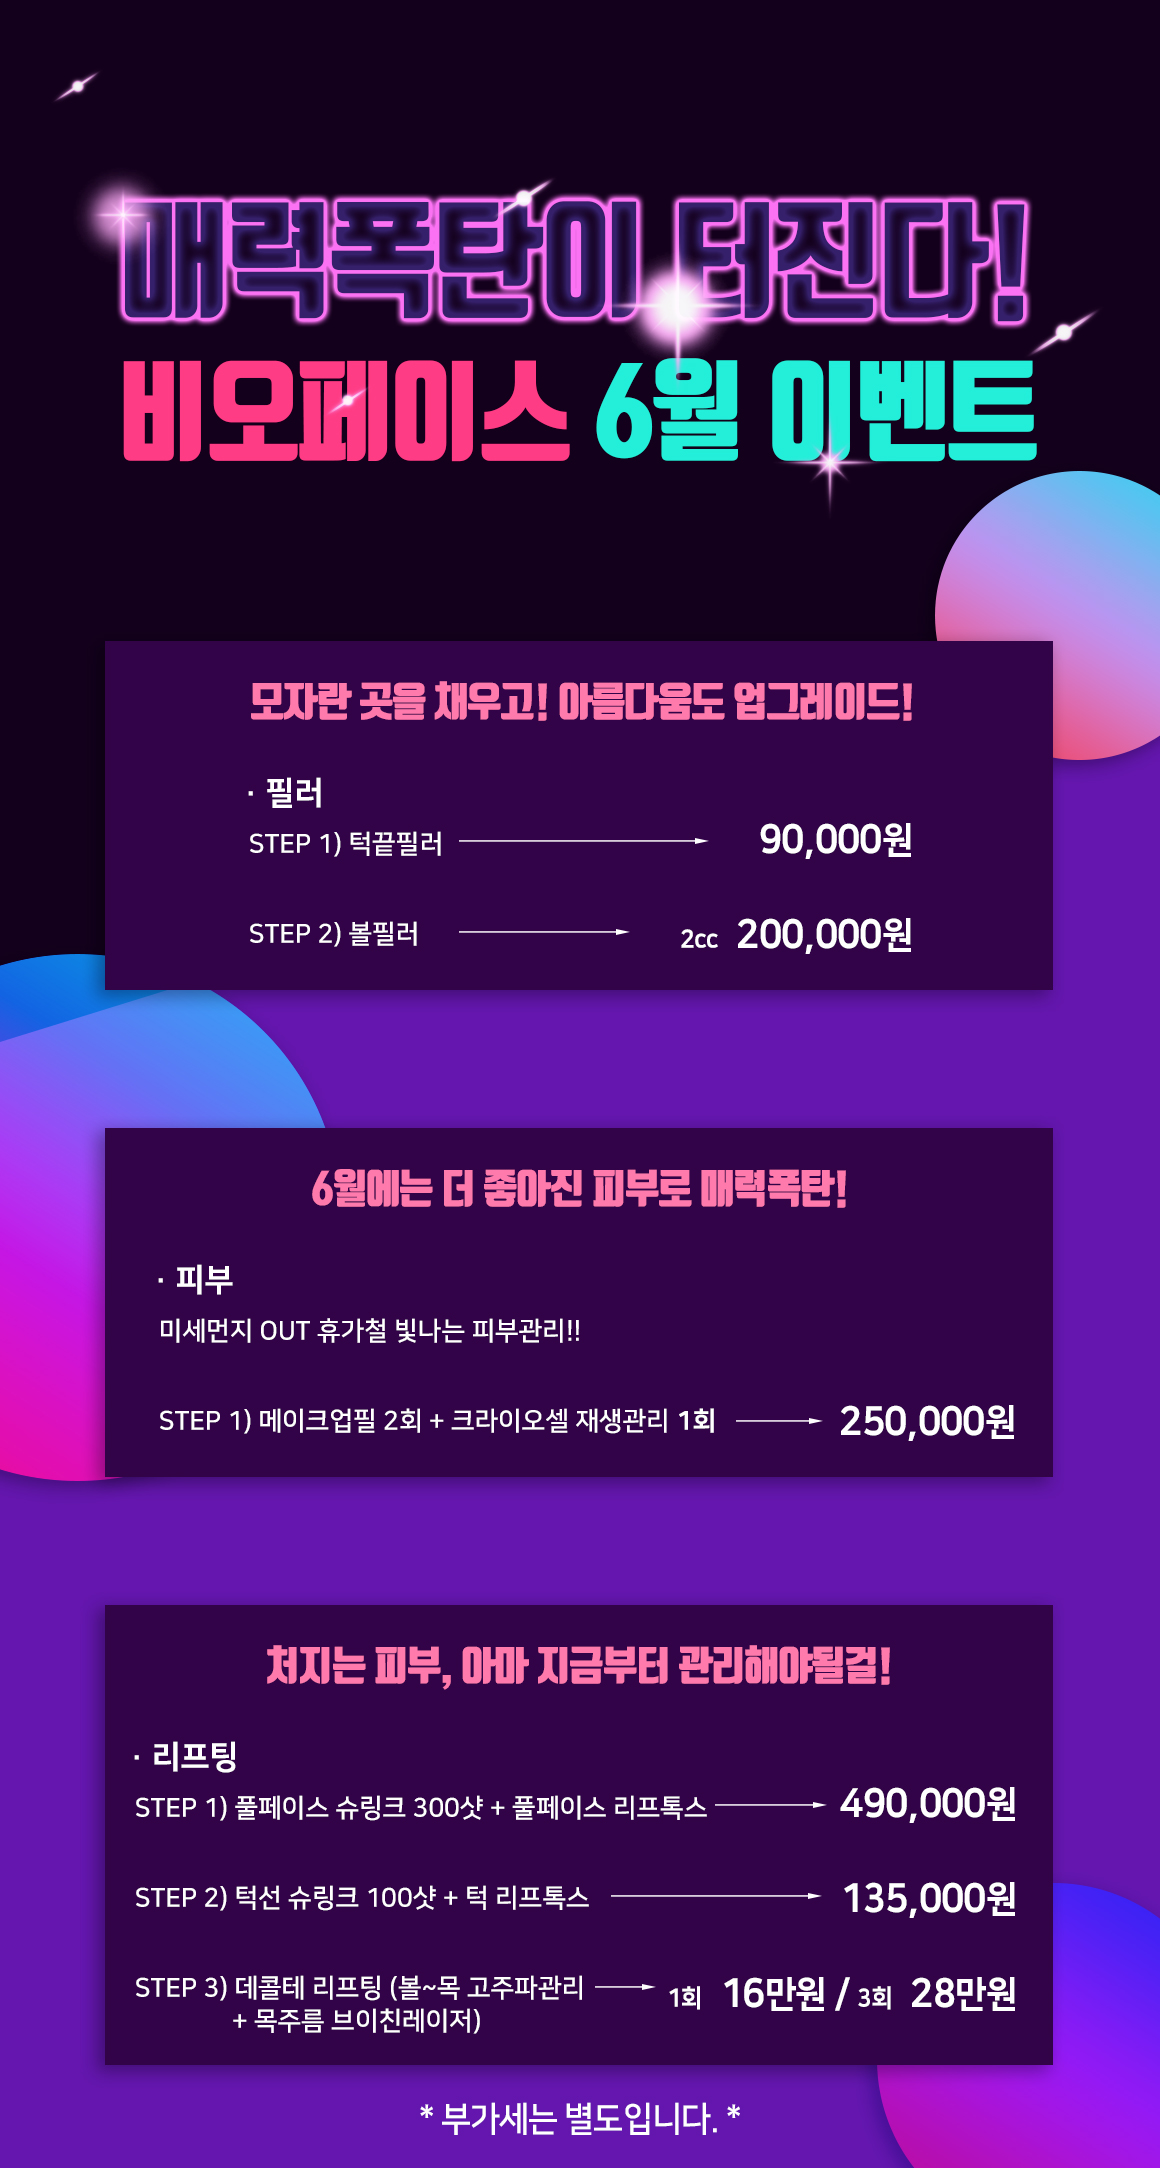 매력폭탄이 터진다!
비오페이스 6월 이벤트
모자란 곳을 채우고! 아름다움도 업그레이드!
· 필러
STEP 1) 턱끝필러 90,000원
STEP 2) 볼필러 2cc 200,000원
6월에는 더 좋아진 피부로 매력폭탄!
· 피부
미세먼지 OUT 휴가철 빛나는 피부관리!!
STEP 1) 메이크업필 2회 + 크라이오셀 재생관리 1회 250,000원
처지는 피부, 아마 지금부터 관리해야될걸!
· 리프팅
STEP 1) 풀페이스 슈링크 300샷 + 풀페이스 리프톡스 490,000원
STEP 2) 턱선 슈링크 100샷 + 턱 리프톡스 135,000원
STEP 3) 데콜테 리프팅 (볼~목 고주파관리 1회 16만원 / 3회 28만원
+ 목주름 브이친레이저)
* 부가세는 별도입니다. *